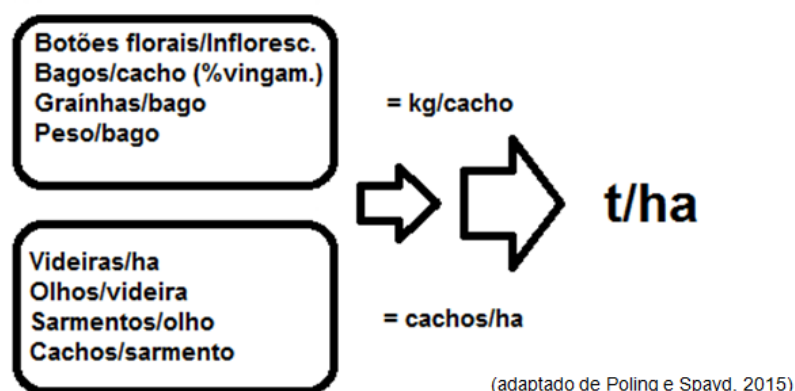 Botões florais/Infloresc.
Bagos/cacho (%vingam.)
Graínhas/bago
Peso/bago
= kg/cacho
t/ha
Videiras/ha
Olhos/videira
Sarmentos/olho
Cachos/sarmento
= cachos/ha
(adaptado de Poling e Spayd, 2015)